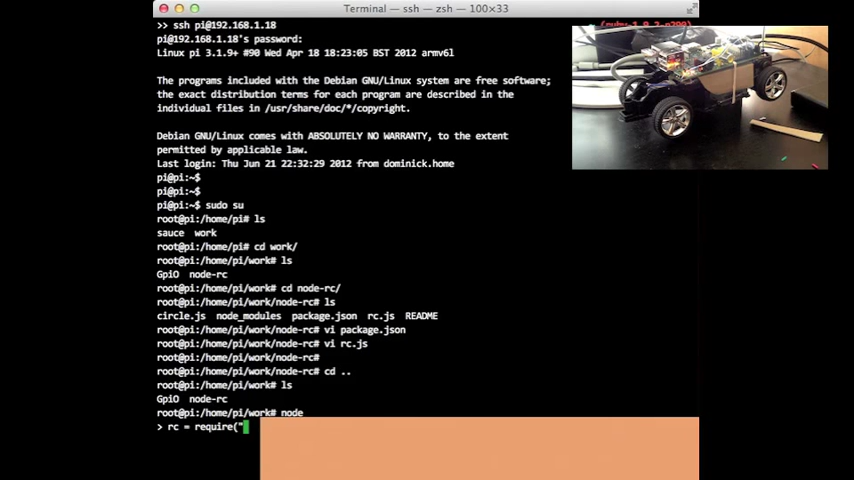 Terminal — ssh — zsh — 100×33
>> ssh pi@192.168.1.18
pi@192.168.1.18's password:
Linux pi 3.1.9+ #90 Wed Apr 18 18:23:05 BST 2012 armv6l
The programs included with the Debian GNU/Linux system are free software;
the exact distribution terms for each program are described in the
individual files in /usr/share/doc/*/copyright.
Debian GNU/Linux comes with ABSOLUTELY NO WARRANTY, to the extent
permitted by applicable law.
Last login: Thu Jun 21 22:32:29 2012 from dominick.home
pi@pi:~$
pi@pi:~$
pi@pi:~$ sudo su
root@pi:/home/pi# ls
sauce work
root@pi:/home/pi# cd work/
root@pi:/home/pi/work# ls
GpiO node-rc
root@pi:/home/pi/work# cd node-rc/
root@pi:/home/pi/work/node-rc# ls
circle.js node_modules package.json rc.js README
root@pi:/home/pi/work/node-rc# vi package.json
root@pi:/home/pi/work/node-rc# vi rc.js
root@pi:/home/pi/work/node-rc#
root@pi:/home/pi/work/node-rc# cd ..
root@pi:/home/pi/work# ls
GpiO node-rc
root@pi:/home/pi/work# node
> rc = require("